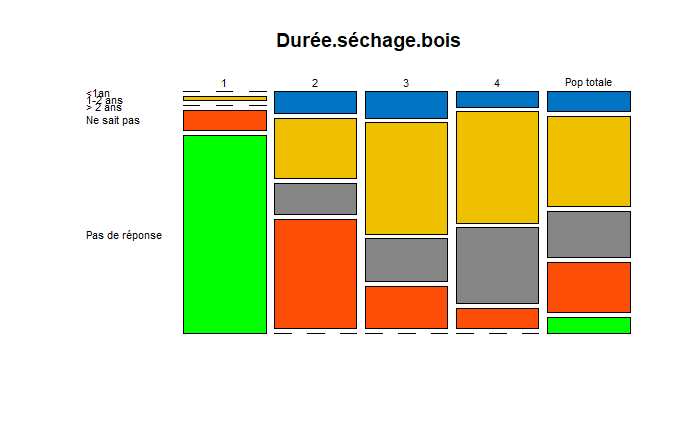 Durée.séchage.bois
1 2 3 4 Pop totale
<1an
1-2 ans
> 2 ans
Ne sait pas
Pas de réponse